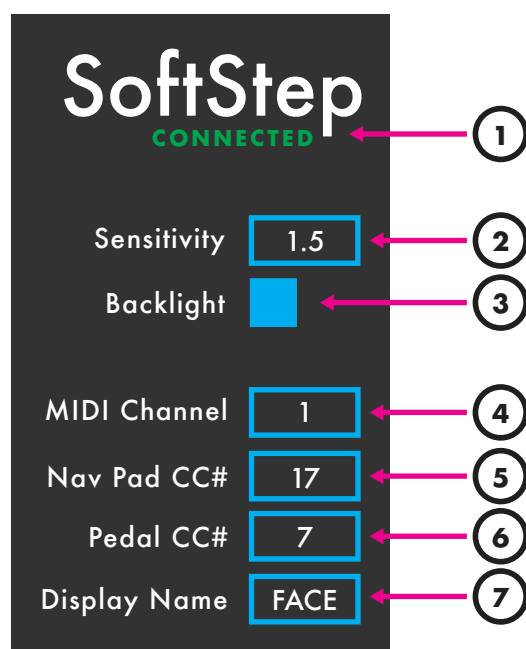 SoftStep
CONNECTED
1
Sensitivity 1.5 2
Backlight 3
MIDI Channel 1 4
Nav Pad CC# 17 5
Pedal CC# 7 6
Display Name FACE 7